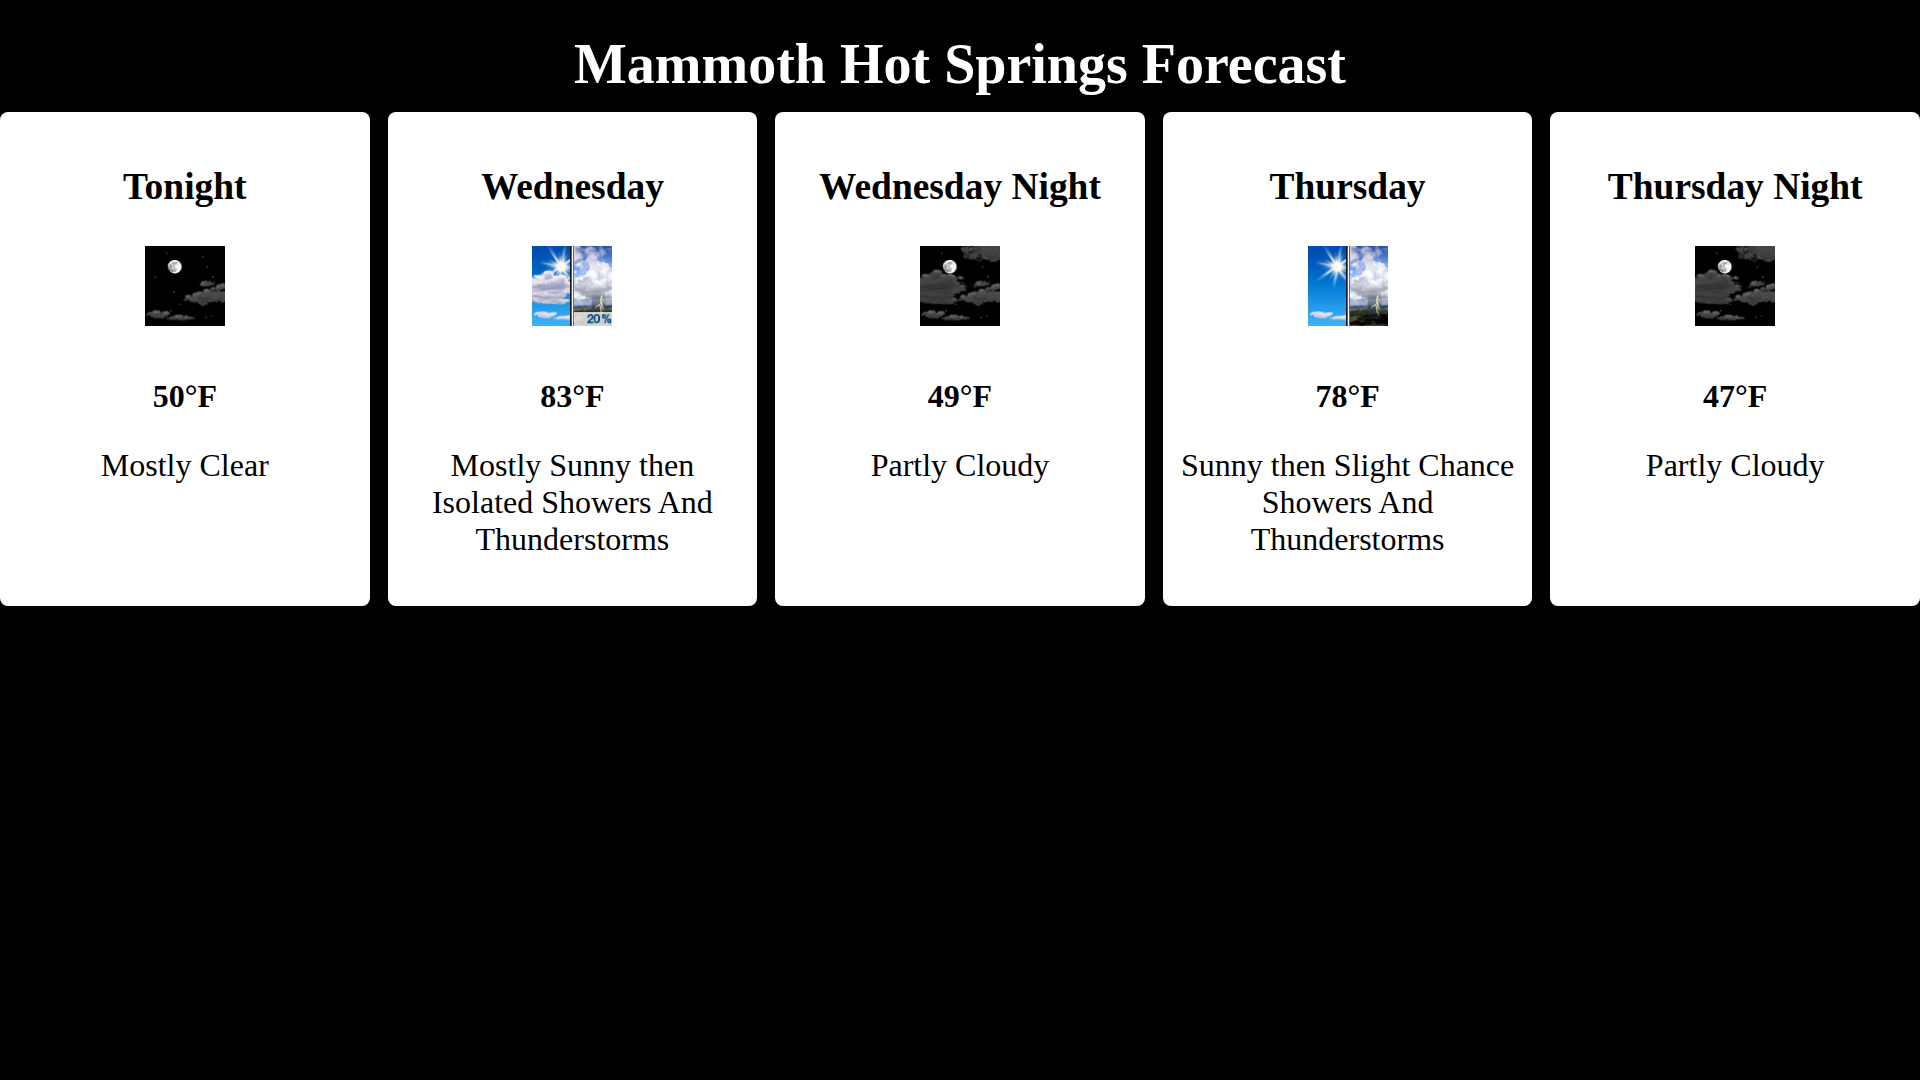 Mammoth Hot Springs Forecast
Tonight
50°F
Mostly Clear
Wednesday
20%
83°F
Mostly Sunny then
Isolated Showers And
Thunderstorms
Wednesday Night
49°F
Partly Cloudy
Thursday
78°F
Sunny then Slight Chance
Showers And
Thunderstorms
Thursday Night
47°F
Partly Cloudy